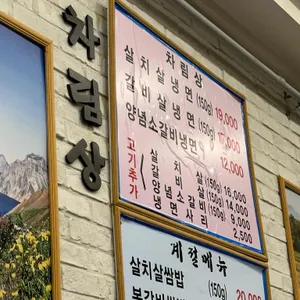 차림상
차림상
살치살냉면 (150g) 19,000
갈비살냉면 (150g)
양념소갈비냉면 12,000
고기추가
살치살 (150g) 16,000
갈비살 (150g) 14,000
양념갈비 (150g) 9,000
냉면사리 2,500
계절메뉴
살치살쌈밥
20,000